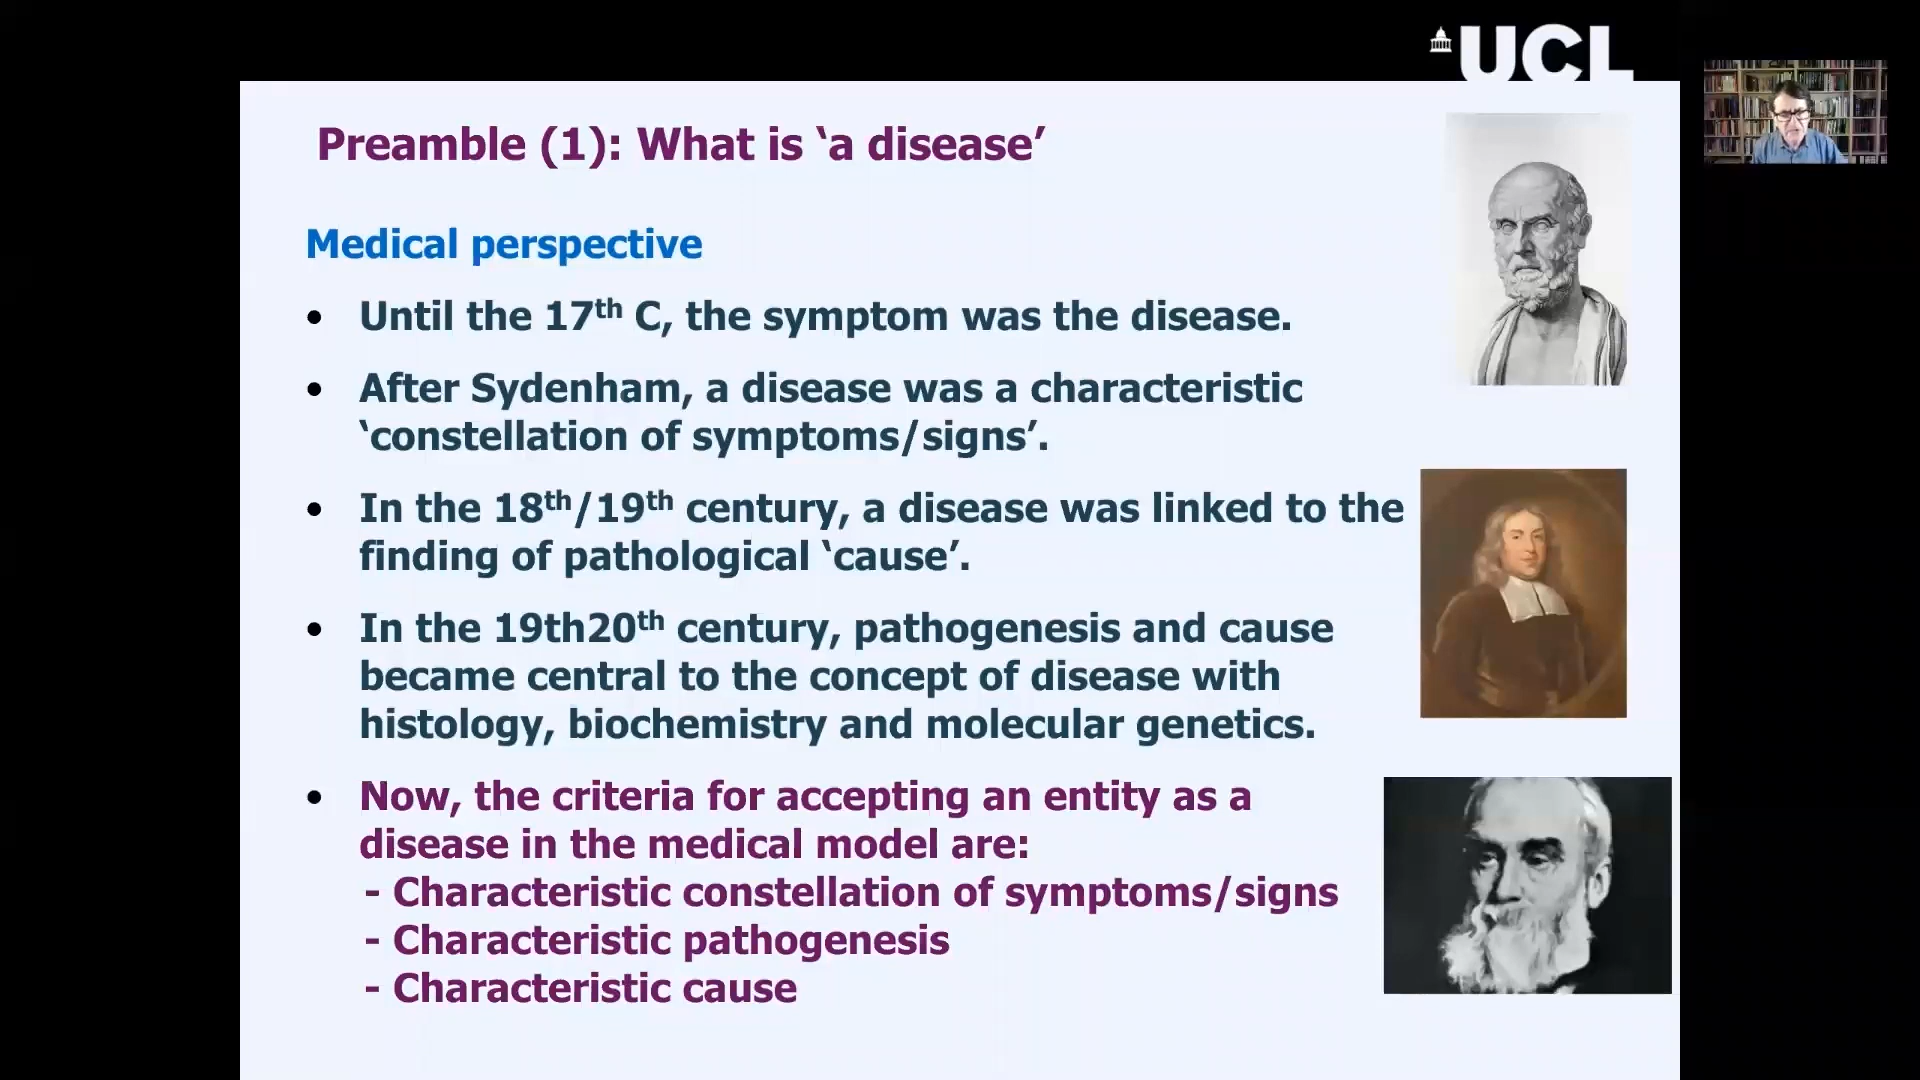 UCL
Preamble (1): What is ‘a disease’
Medical perspective
• Until the 17th C, the symptom was the disease.
• After Sydenham, a disease was a characteristic
‘constellation of symptoms/signs’.
• In the 18th/19th century, a disease was linked to the
finding of pathological ‘cause’.
• In the 19th20th century, pathogenesis and cause
became central to the concept of disease with
histology, biochemistry and molecular genetics.
• Now, the criteria for accepting an entity as a
disease in the medical model are:
- Characteristic constellation of symptoms/signs
- Characteristic pathogenesis
- Characteristic cause